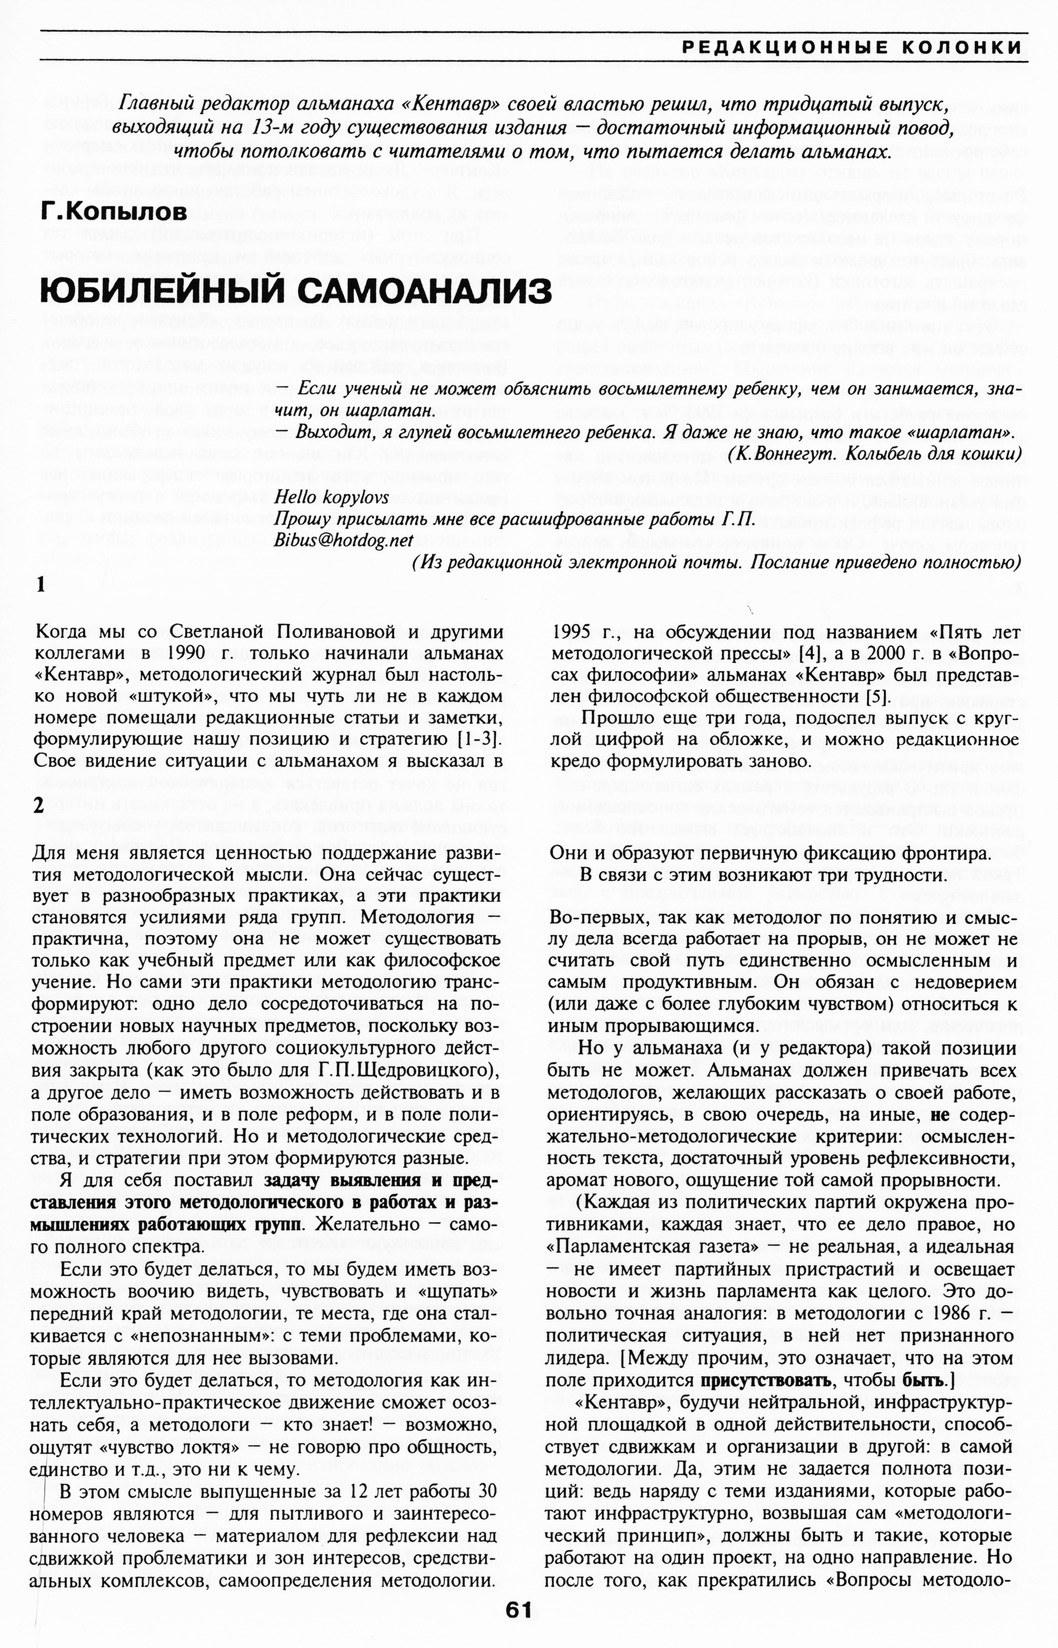 РЕДАКЦИОННЫЕ КОЛОНКИ
Главный редактор альманаха «Кентавр» своей властью решил, что тридцатый выпуск,
выходящий на 13-м году существования издания — достаточный информационный повод,
чтобы потолковать с читателями о том, что пытается делать альманах.
Г.Копылов
ЮБИЛЕЙНЫЙ САМОАНАЛИЗ
— Если ученый не может объяснить восьмилетнему ребенку, чем он занимается, зна-
чит, он шарлатан.
— Выходит, я глупей восьмилетнего ребенка. Я даже не знаю, что такое «шарлатан».
(К.Воннегут. Колыбель для кошки)
Hello kopylovs
Прошу присылать мне все расшифрованные работы Г.П.
Bibus@hotdog.net
(Из редакционной электронной почты. Послание приведено полностью)
1
Когда мы со Светланой Поливановой и другими
коллегами в 1990 г. только начинали альманах
«Кентавр», методологический журнал был настоль-
ко новой «штукой», что мы чуть ли не в каждом
номере помещали редакционные статьи и заметки,
формулирующие нашу позицию и стратегию [1-3].
Свое видение ситуации с альманахом я высказал в
1995 г., на обсуждении под названием «Пять лет
методологической прессы» [4], а в 2000 г. в «Вопро-
сах философии» альманах «Кентавр» был представ-
лен философской общественности [5].
Прошло еще три года, подоспел выпуск с круг-
лой цифрой на обложке, и можно редакционное
кредо формулировать заново.
2
Для меня является ценностью поддержание разви-
тия методологической мысли. Она сейчас сущест-
вует в разнообразных практиках, а эти практики
становятся усилиями ряда групп. Методология —
практична, поэтому она не может существовать
только как учебный предмет или как философское
учение. Но сами эти практики методологию транс-
формируют: одно дело сосредоточиваться на по-
строении новых научных предметов, поскольку воз-
можность любого другого социокультурного дейст-
вия закрыта (как это было для Г.П.Щедровицкого),
а другое дело — иметь возможность действовать и в
поле образования, и в поле реформ, и в поле поли-
тических технологий. Но и методологические сред-
ства, и стратегии при этом формируются разные.
Я для себя поставил задачу выявления и пред-
ставления этого методологического в работах и раз-
мышлениях работающих групп. Желательно — само-
го полного спектра.
Если это будет делаться, то мы будем иметь воз-
можность воочию видеть, чувствовать и «щупать»
передний край методологии, те места, где она стал-
кивается с «непознанным»: с теми проблемами, ко-
торые являются для нее вызовами.
Если это будет делаться, то методология как ин-
теллектуально-практическое движение сможет осоз-
нать себя, а методологи — кто знает! — возможно,
ощутят «чувство локтя» — не говорю про общность,
единство и т.д., это ни к чему.
В этом смысле выпущенные за 12 лет работы 30
номеров являются — для пытливого и заинтересо-
ванного человека — материалом для рефлексии над
сдвижкой проблематики и зон интересов, средстви-
альных комплексов, самоопределения методологии.
Они и образуют первичную фиксацию фронтира.
В связи с этим возникают три трудности.
Во-первых, так как методолог по понятию и смыс-
лу дела всегда работает на прорыв, он не может не
считать свой путь единственно осмысленным и
самым продуктивным. Он обязан с недоверием
(или даже с более глубоким чувством) относиться к
иным прорывающимся.
Но у альманаха (и у редактора) такой позиции
быть не может. Альманах должен привечать всех
методологов, желающих рассказать о своей работе,
ориентируясь, в свою очередь, на иные, не содер-
жательно-методологические критерии: осмыслен-
ность текста, достаточный уровень рефлексивности,
аромат нового, ощущение той самой прорывности.
(Каждая из политических партий окружена про-
тивниками, каждая знает, что ее дело правое, но
«Парламентская газета» — не реальная, а идеальная
— не имеет партийных пристрастий и освещает
новости и жизнь парламента как целого. Это до-
вольно точная аналогия: в методологии с 1986 г. —
политическая ситуация, в ней нет признанного
лидера. [Между прочим, это означает, что на этом
поле приходится присутствовать, чтобы быть.]
«Кентавр», будучи нейтральной, инфраструктур-
ной площадкой в одной действительности, способ-
ствует сдвижкам и организации в другой: в самой
методологии. Да, этим не задается полнота пози-
ций: ведь наряду с теми изданиями, которые рабо-
тают инфраструктурно, возвышая сам «методологи-
ческий принцип», должны быть и такие, которые
работают на один проект, на одно направление. Но
после того, как прекратились «Вопросы методоло-
61